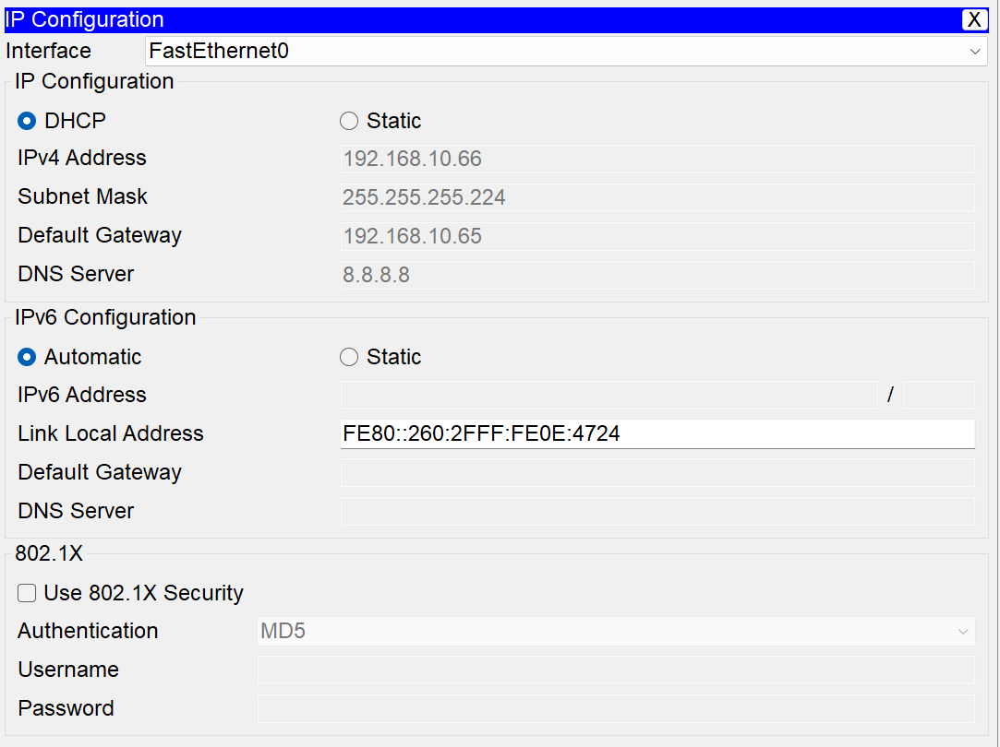 IP Configuration X
Interface FastEthernet0
IP Configuration
DHCP Static
IPv4 Address 192.168.10.66
Subnet Mask 255.255.255.224
Default Gateway 192.168.10.65
DNS Server 8.8.8.8
IPv6 Configuration
Automatic Static
IPv6 Address /
Link Local Address FE80::260:2FFF:FE0E:4724
Default Gateway
DNS Server
802.1X
Use 802.1X Security
Authentication MD5
Username
Password